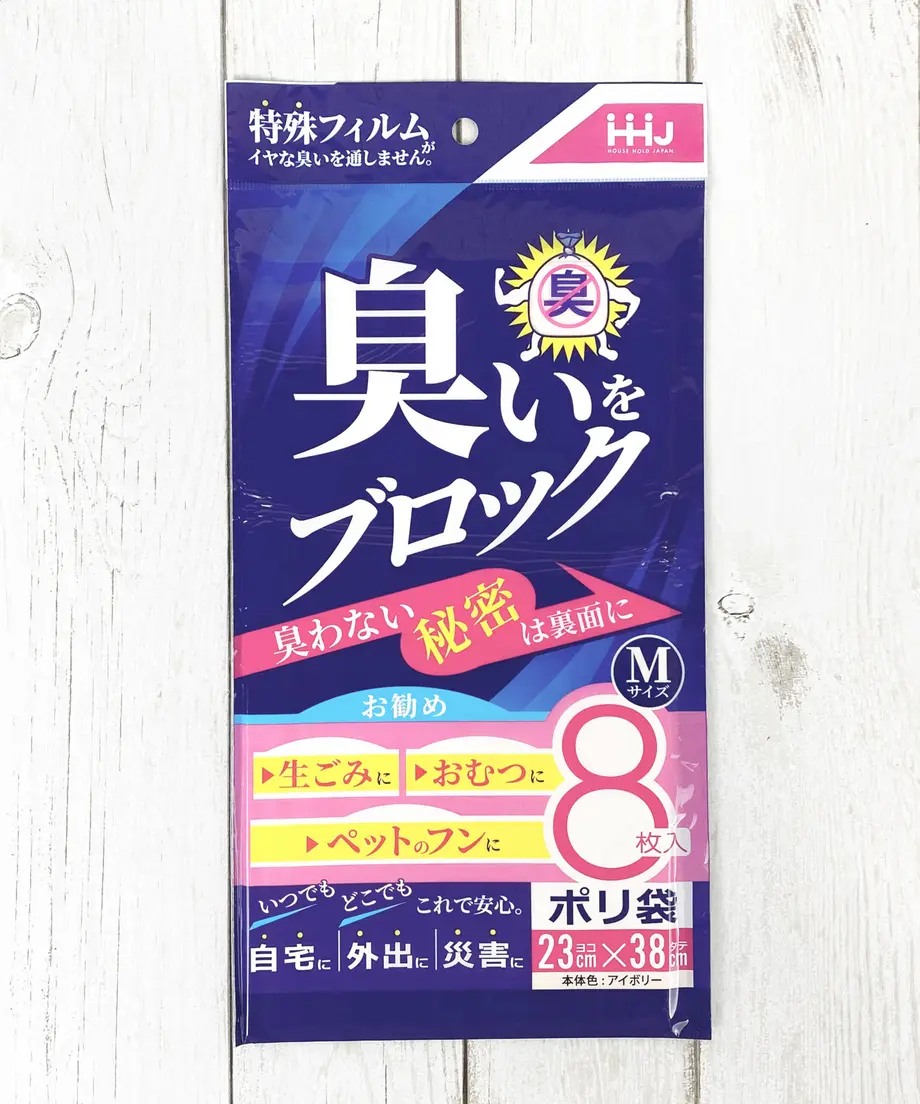 特殊フィルムが
イヤな臭いを通しません。
HHJ
HOUSE HOLD JAPAN
臭
臭いを
ブロック
臭わない秘密は裏面に
Mサイズ
お勧め
▶生ごみに ▶おむつに
▶ペットのフンに
8枚入
いつでも どこでも これで安心。
自宅に 外出に 災害に
ポリ袋
23ヨコcm×38タテcm
本体色:アイボリー